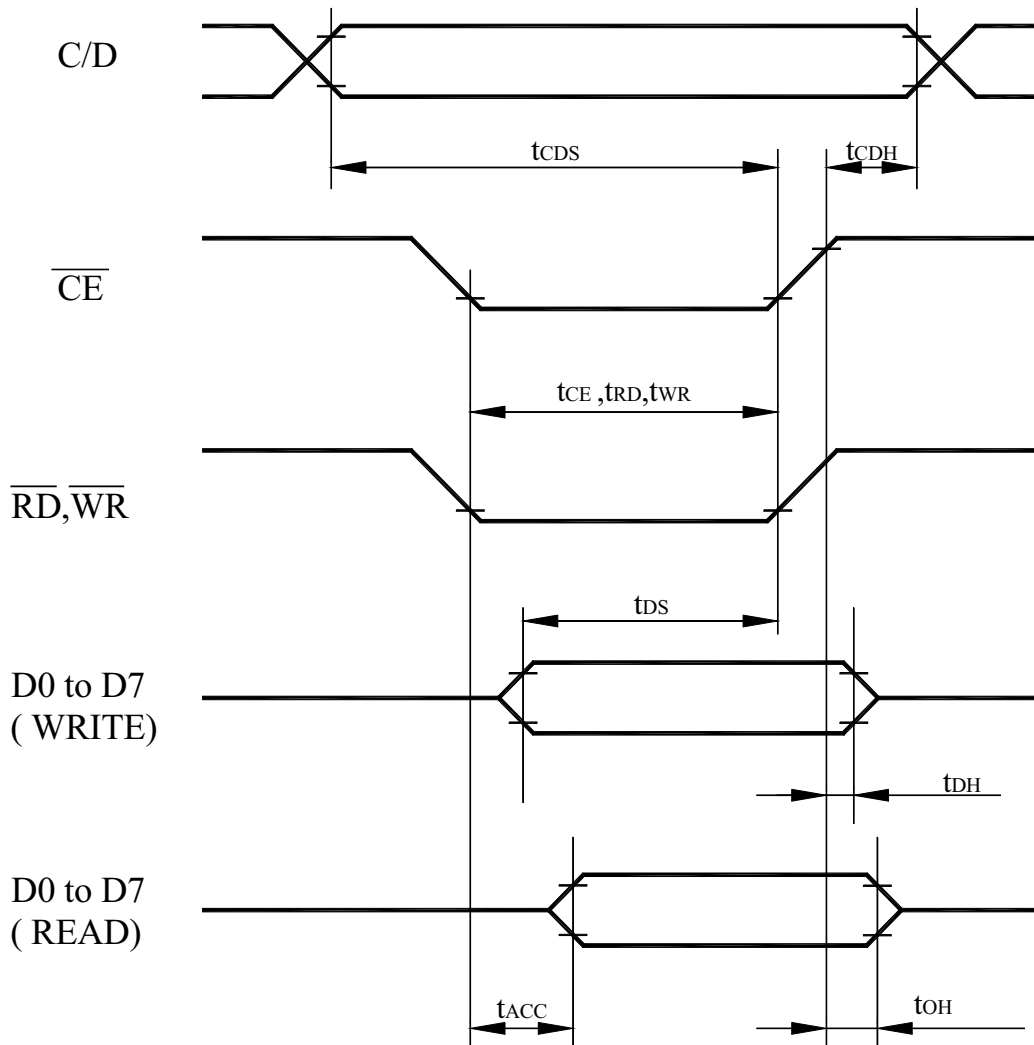 C/D
tCDS
tCDH
CE
tCE ,tRD,tWR
RD,WR
tDS
D0 to D7
( WRITE)
tDH
D0 to D7
( READ)
tACC
tOH